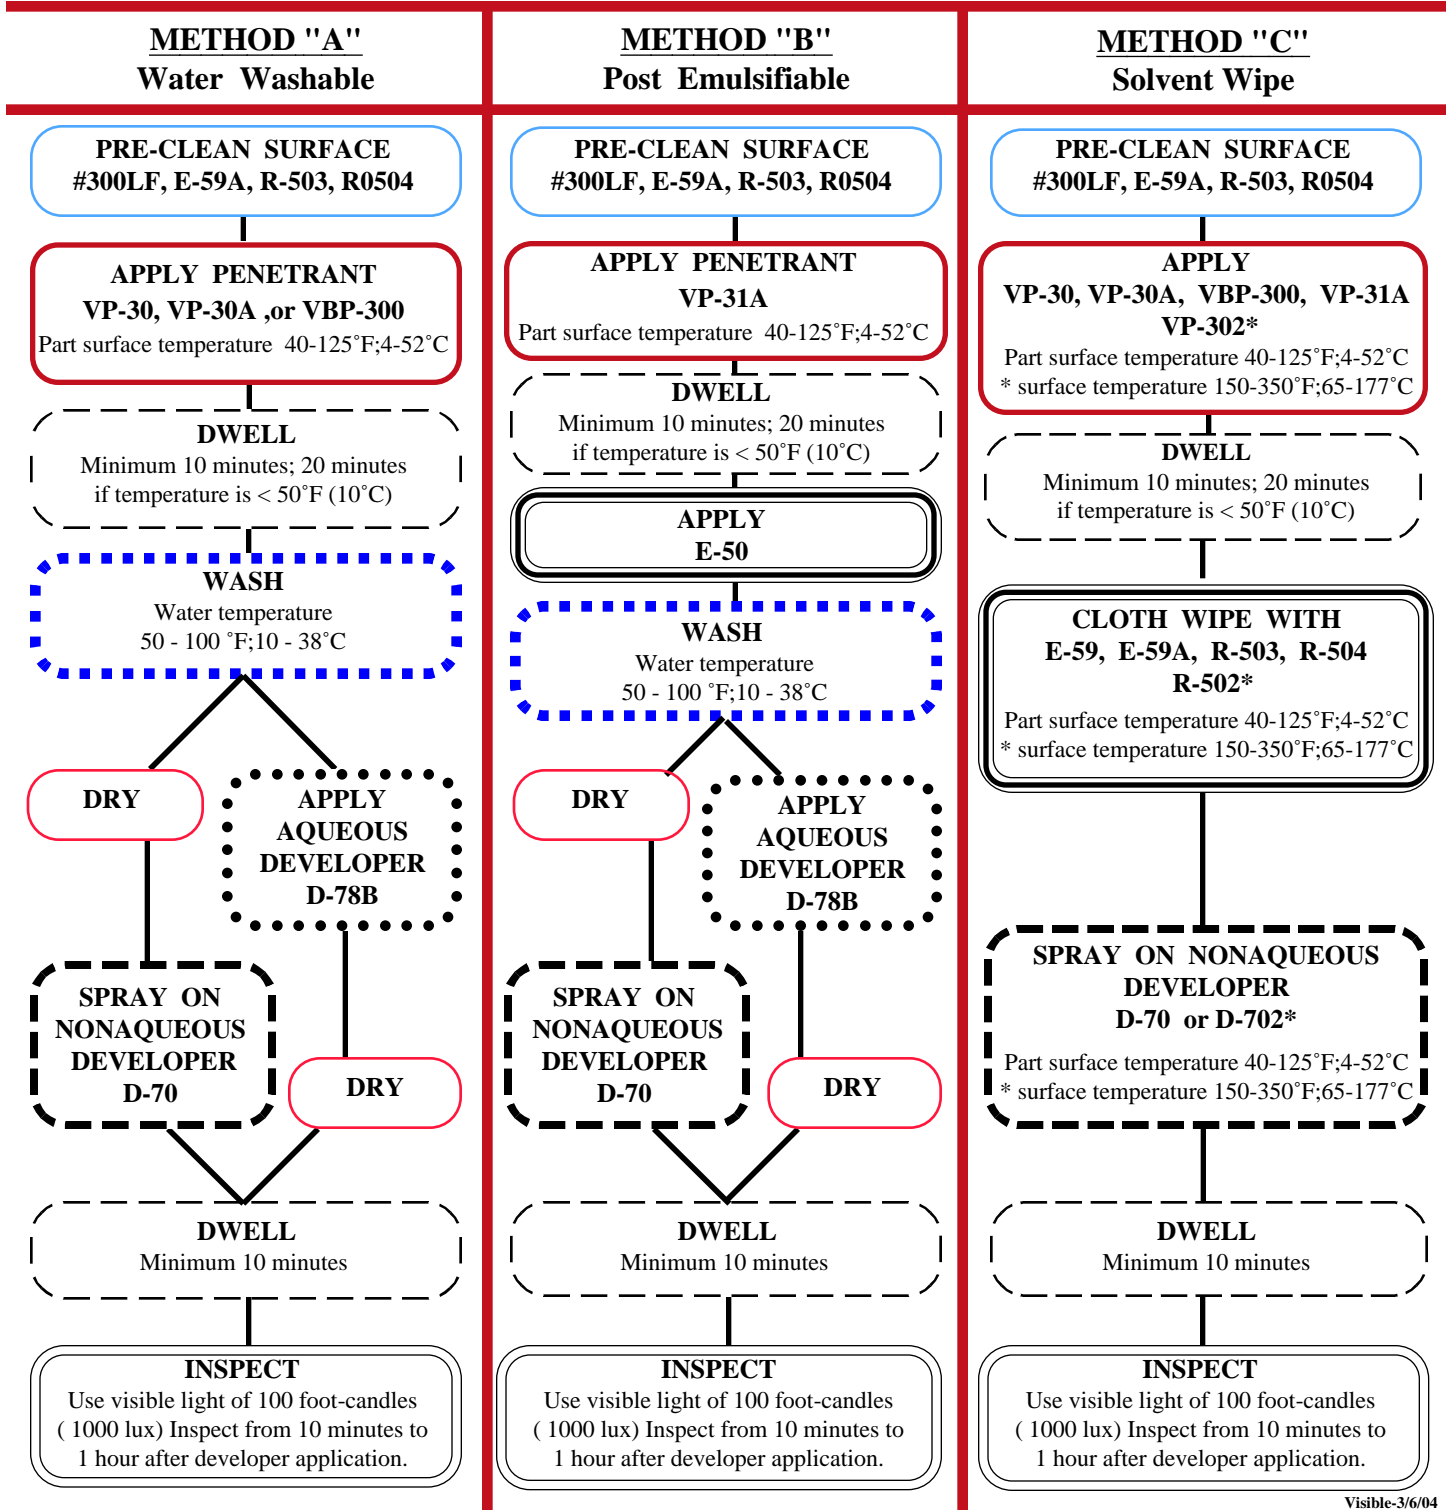 METHOD "A"
Water Washable
PRE-CLEAN SURFACE
#300LF, E-59A, R-503, R0504
APPLY PENETRANT
VP-30, VP-30A ,or VBP-300
Part surface temperature 40-125˚F;4-52˚C
DWELL
Minimum 10 minutes; 20 minutes
if temperature is < 50˚F (10˚C)
WASH
Water temperature
50 - 100 ˚F;10 - 38˚C
DRY
APPLY
AQUEOUS
DEVELOPER
D-78B
SPRAY ON
NONAQUEOUS
DEVELOPER
D-70
DRY
DWELL
Minimum 10 minutes
INSPECT
Use visible light of 100 foot-candles
( 1000 lux) Inspect from 10 minutes to
1 hour after developer application.
METHOD "B"
Post Emulsifiable
PRE-CLEAN SURFACE
#300LF, E-59A, R-503, R0504
APPLY PENETRANT
VP-31A
Part surface temperature 40-125˚F;4-52˚C
DWELL
Minimum 10 minutes; 20 minutes
if temperature is < 50˚F (10˚C)
APPLY
E-50
WASH
Water temperature
50 - 100 ˚F;10 - 38˚C
DRY
APPLY
AQUEOUS
DEVELOPER
D-78B
SPRAY ON
NONAQUEOUS
DEVELOPER
D-70
DRY
DWELL
Minimum 10 minutes
INSPECT
Use visible light of 100 foot-candles
( 1000 lux) Inspect from 10 minutes to
1 hour after developer application.
METHOD "C"
Solvent Wipe
PRE-CLEAN SURFACE
#300LF, E-59A, R-503, R0504
APPLY
VP-30, VP-30A, VBP-300, VP-31A
VP-302*
Part surface temperature 40-125˚F;4-52˚C
* surface temperature 150-350˚F;65-177˚C
DWELL
Minimum 10 minutes; 20 minutes
if temperature is < 50˚F (10˚C)
CLOTH WIPE WITH
E-59, E-59A, R-503, R-504
R-502*
Part surface temperature 40-125˚F;4-52˚C
* surface temperature 150-350˚F;65-177˚C
SPRAY ON NONAQUEOUS
DEVELOPER
D-70 or D-702*
Part surface temperature 40-125˚F;4-52˚C
* surface temperature 150-350˚F;65-177˚C
DWELL
Minimum 10 minutes
INSPECT
Use visible light of 100 foot-candles
( 1000 lux) Inspect from 10 minutes to
1 hour after developer application.
Visible-3/6/04